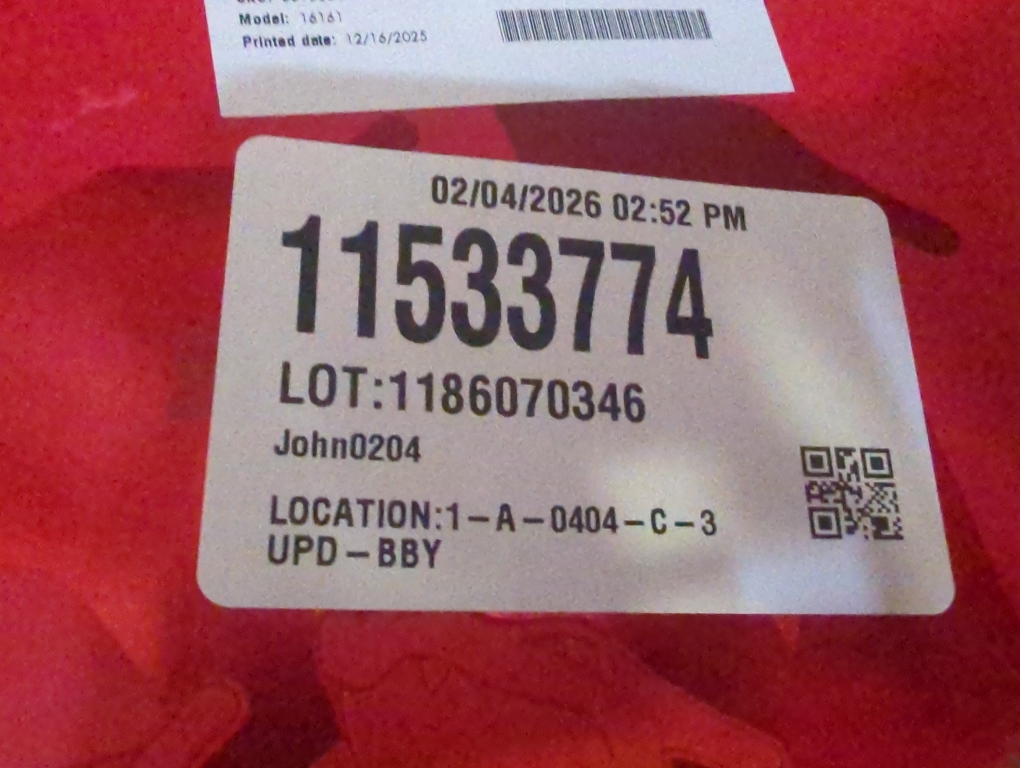 Model: 16161
Printed date: 12/16/2025
02/04/2026 02:52 PM
11533774
LOT:1186070346
John0204
LOCATION:1-A-0404-C-3
UPD-BBY